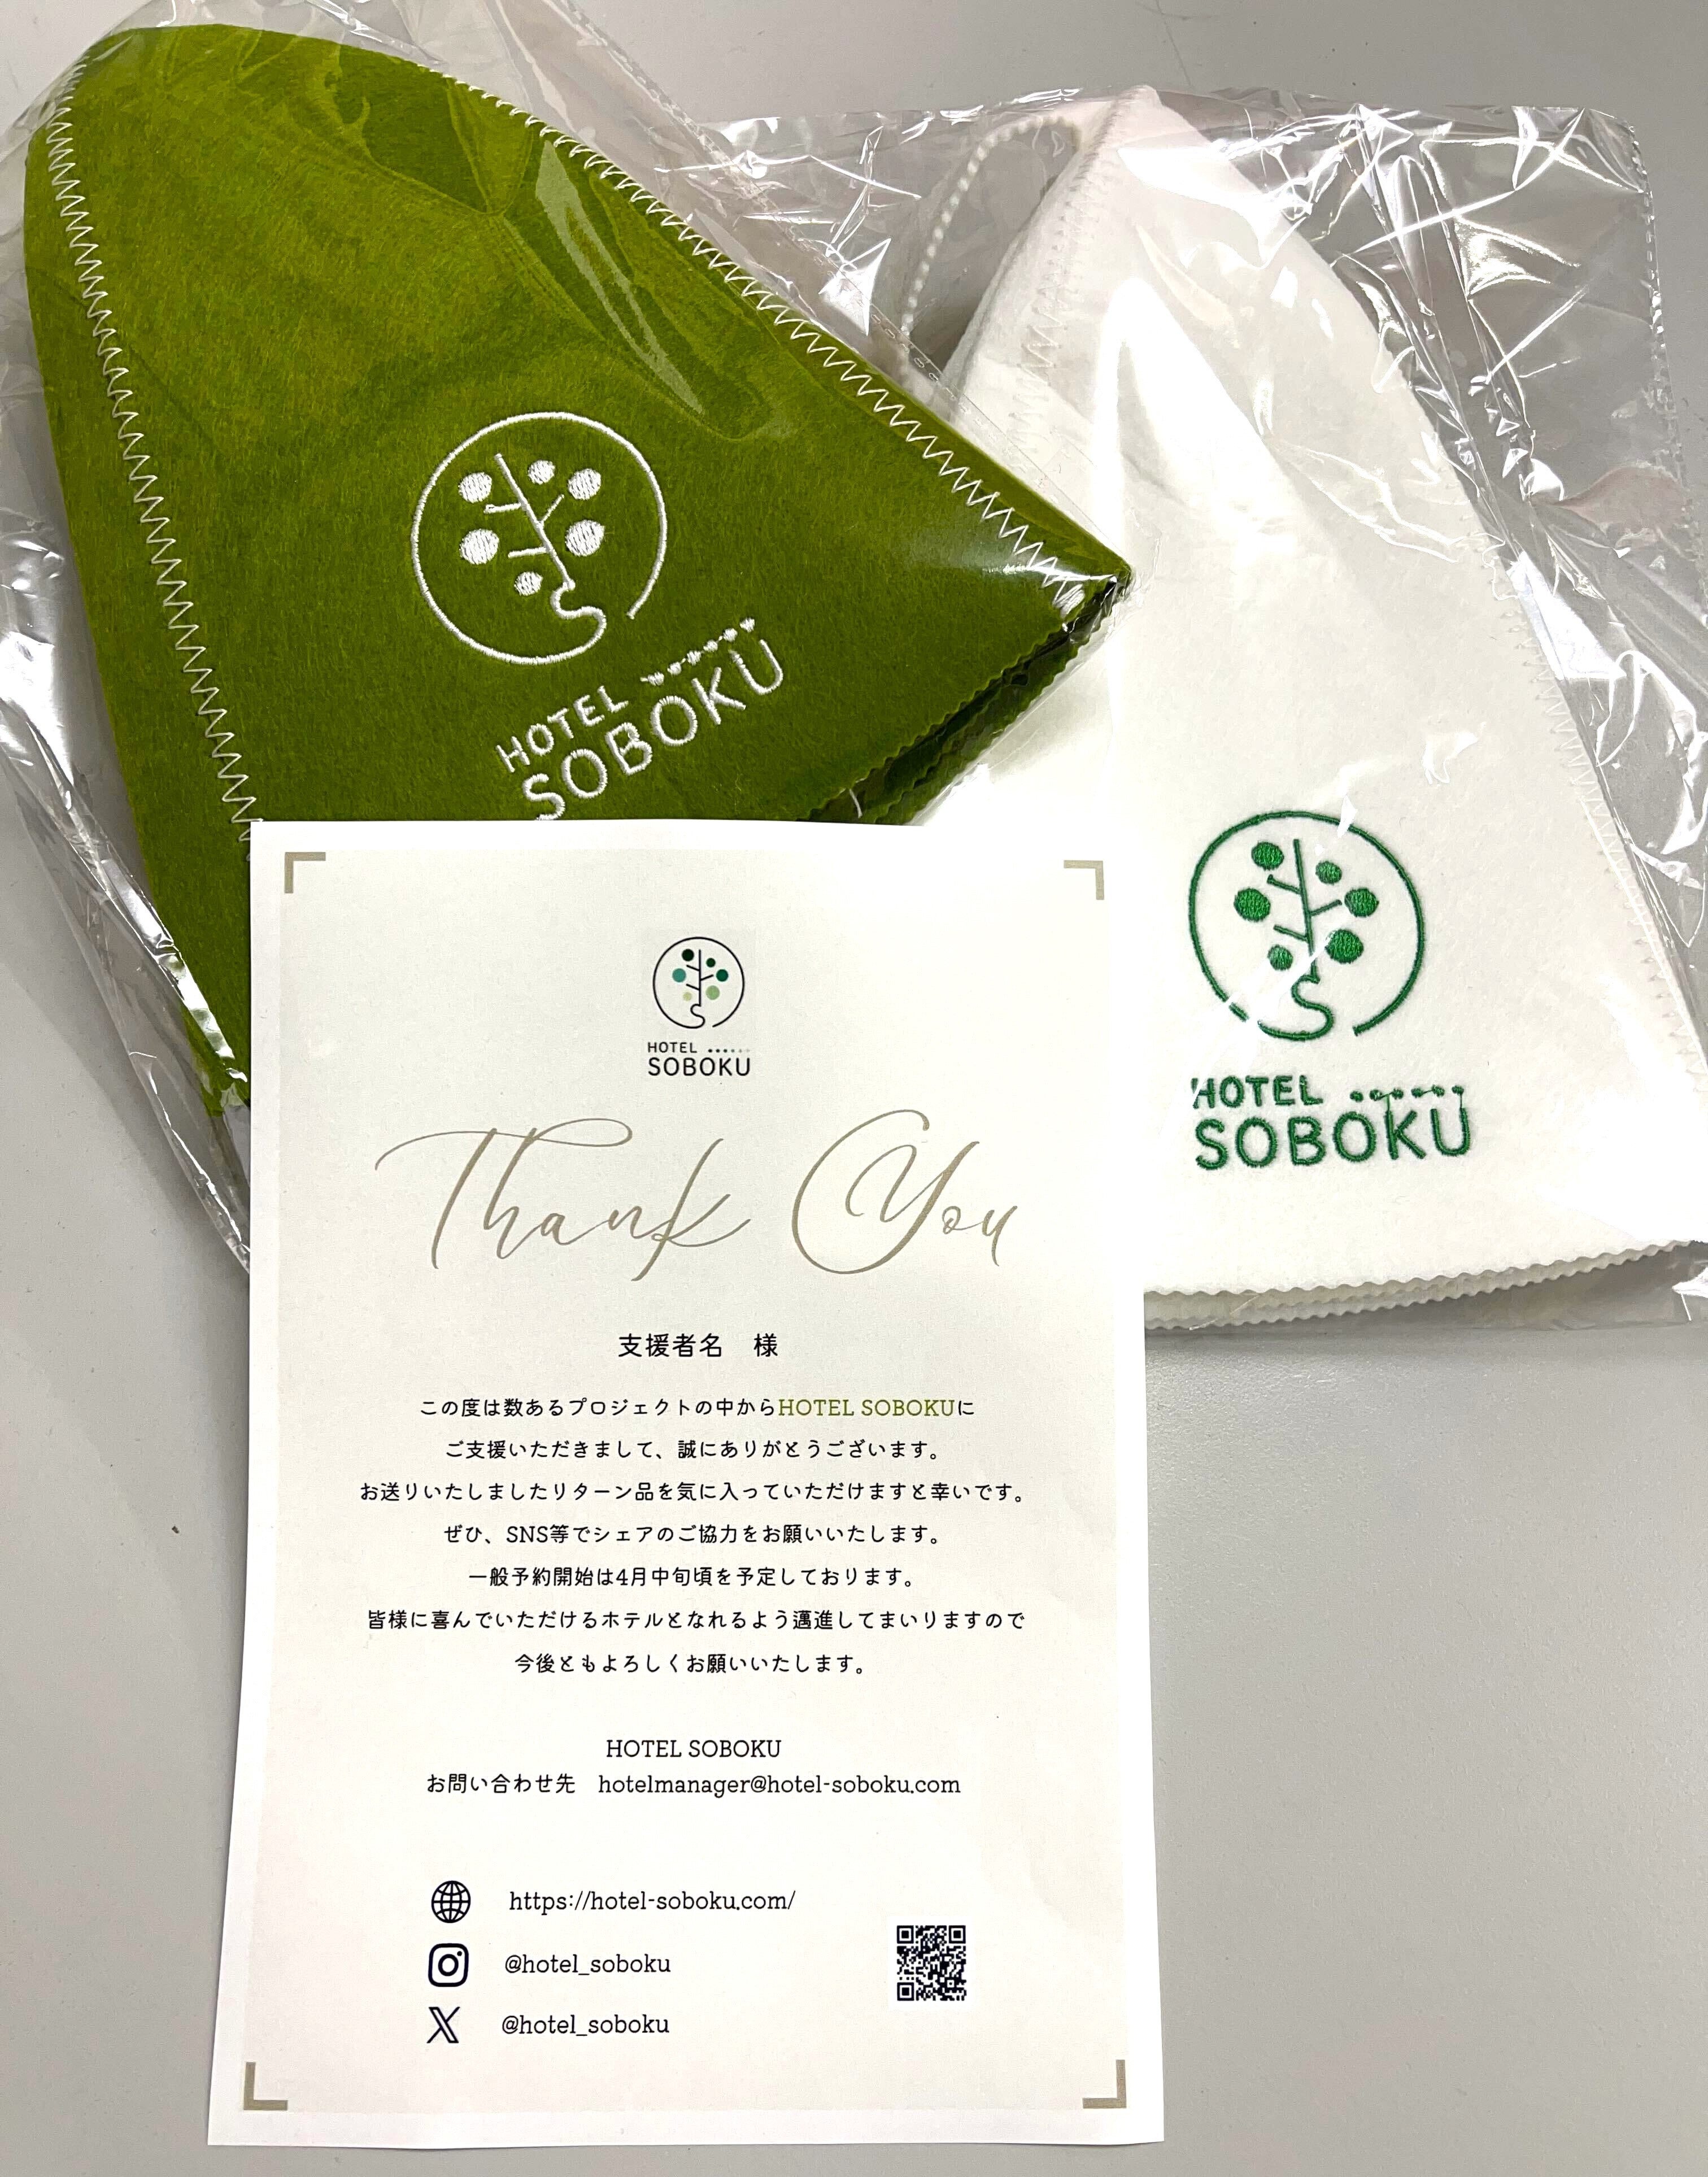 HOTEL
SOBOKU
HOTEL
SOBOKU
HOTEL
SOBOKU
Thank You
支援者名　様
この度は数あるプロジェクトの中からHOTEL SOBOKUに
ご支援いただきまして、誠にありがとうございます。
お送りいたしましたリターン品を気に入っていただけますと幸いです。
ぜひ、SNS等でシェアのご協力をお願いいたします。
一般予約開始は4月中旬頃を予定しております。
皆様に喜んでいただけるホテルとなれるよう邁進してまいりますので
今後ともよろしくお願いいたします。
HOTEL SOBOKU
お問い合わせ先　hotelmanager@hotel-soboku.com
https://hotel-soboku.com/
@hotel_soboku
@hotel_soboku